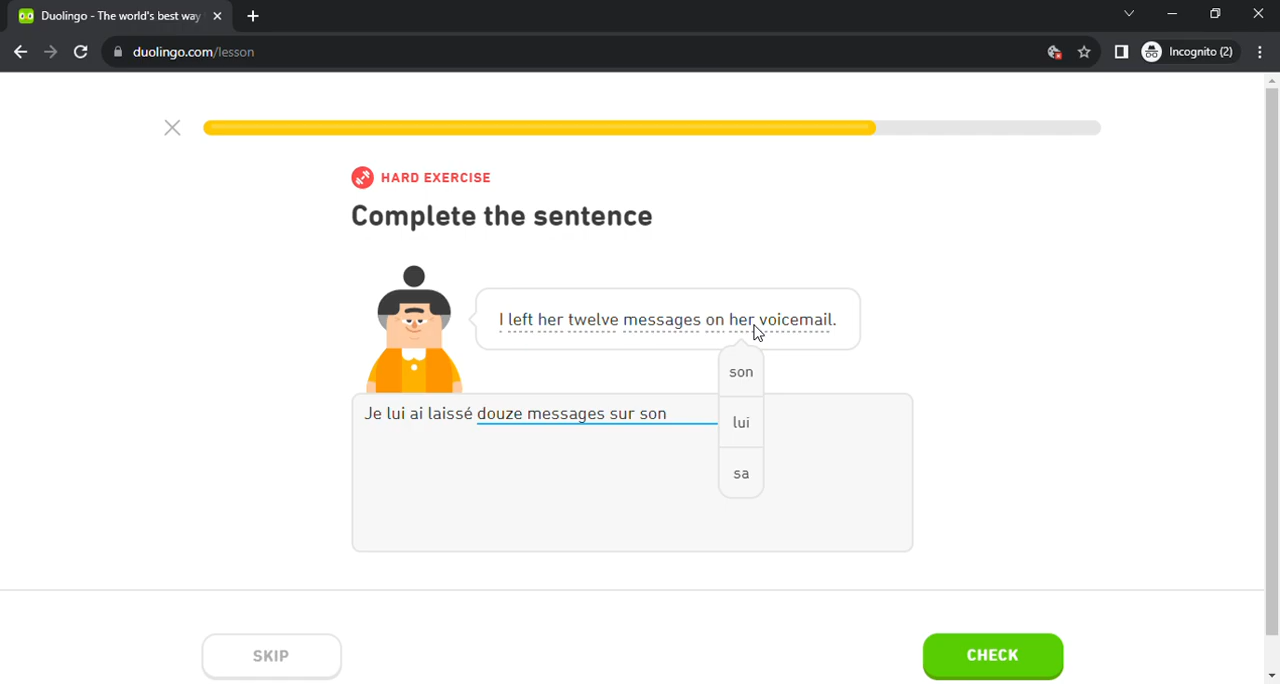 Duolingo - The world's best way
duolingo.com/lesson
Incognito (2)
HARD EXERCISE
Complete the sentence
I left her twelve messages on her voicemail.
son
lui
sa
Je lui ai laissé douze messages sur son
SKIP
CHECK